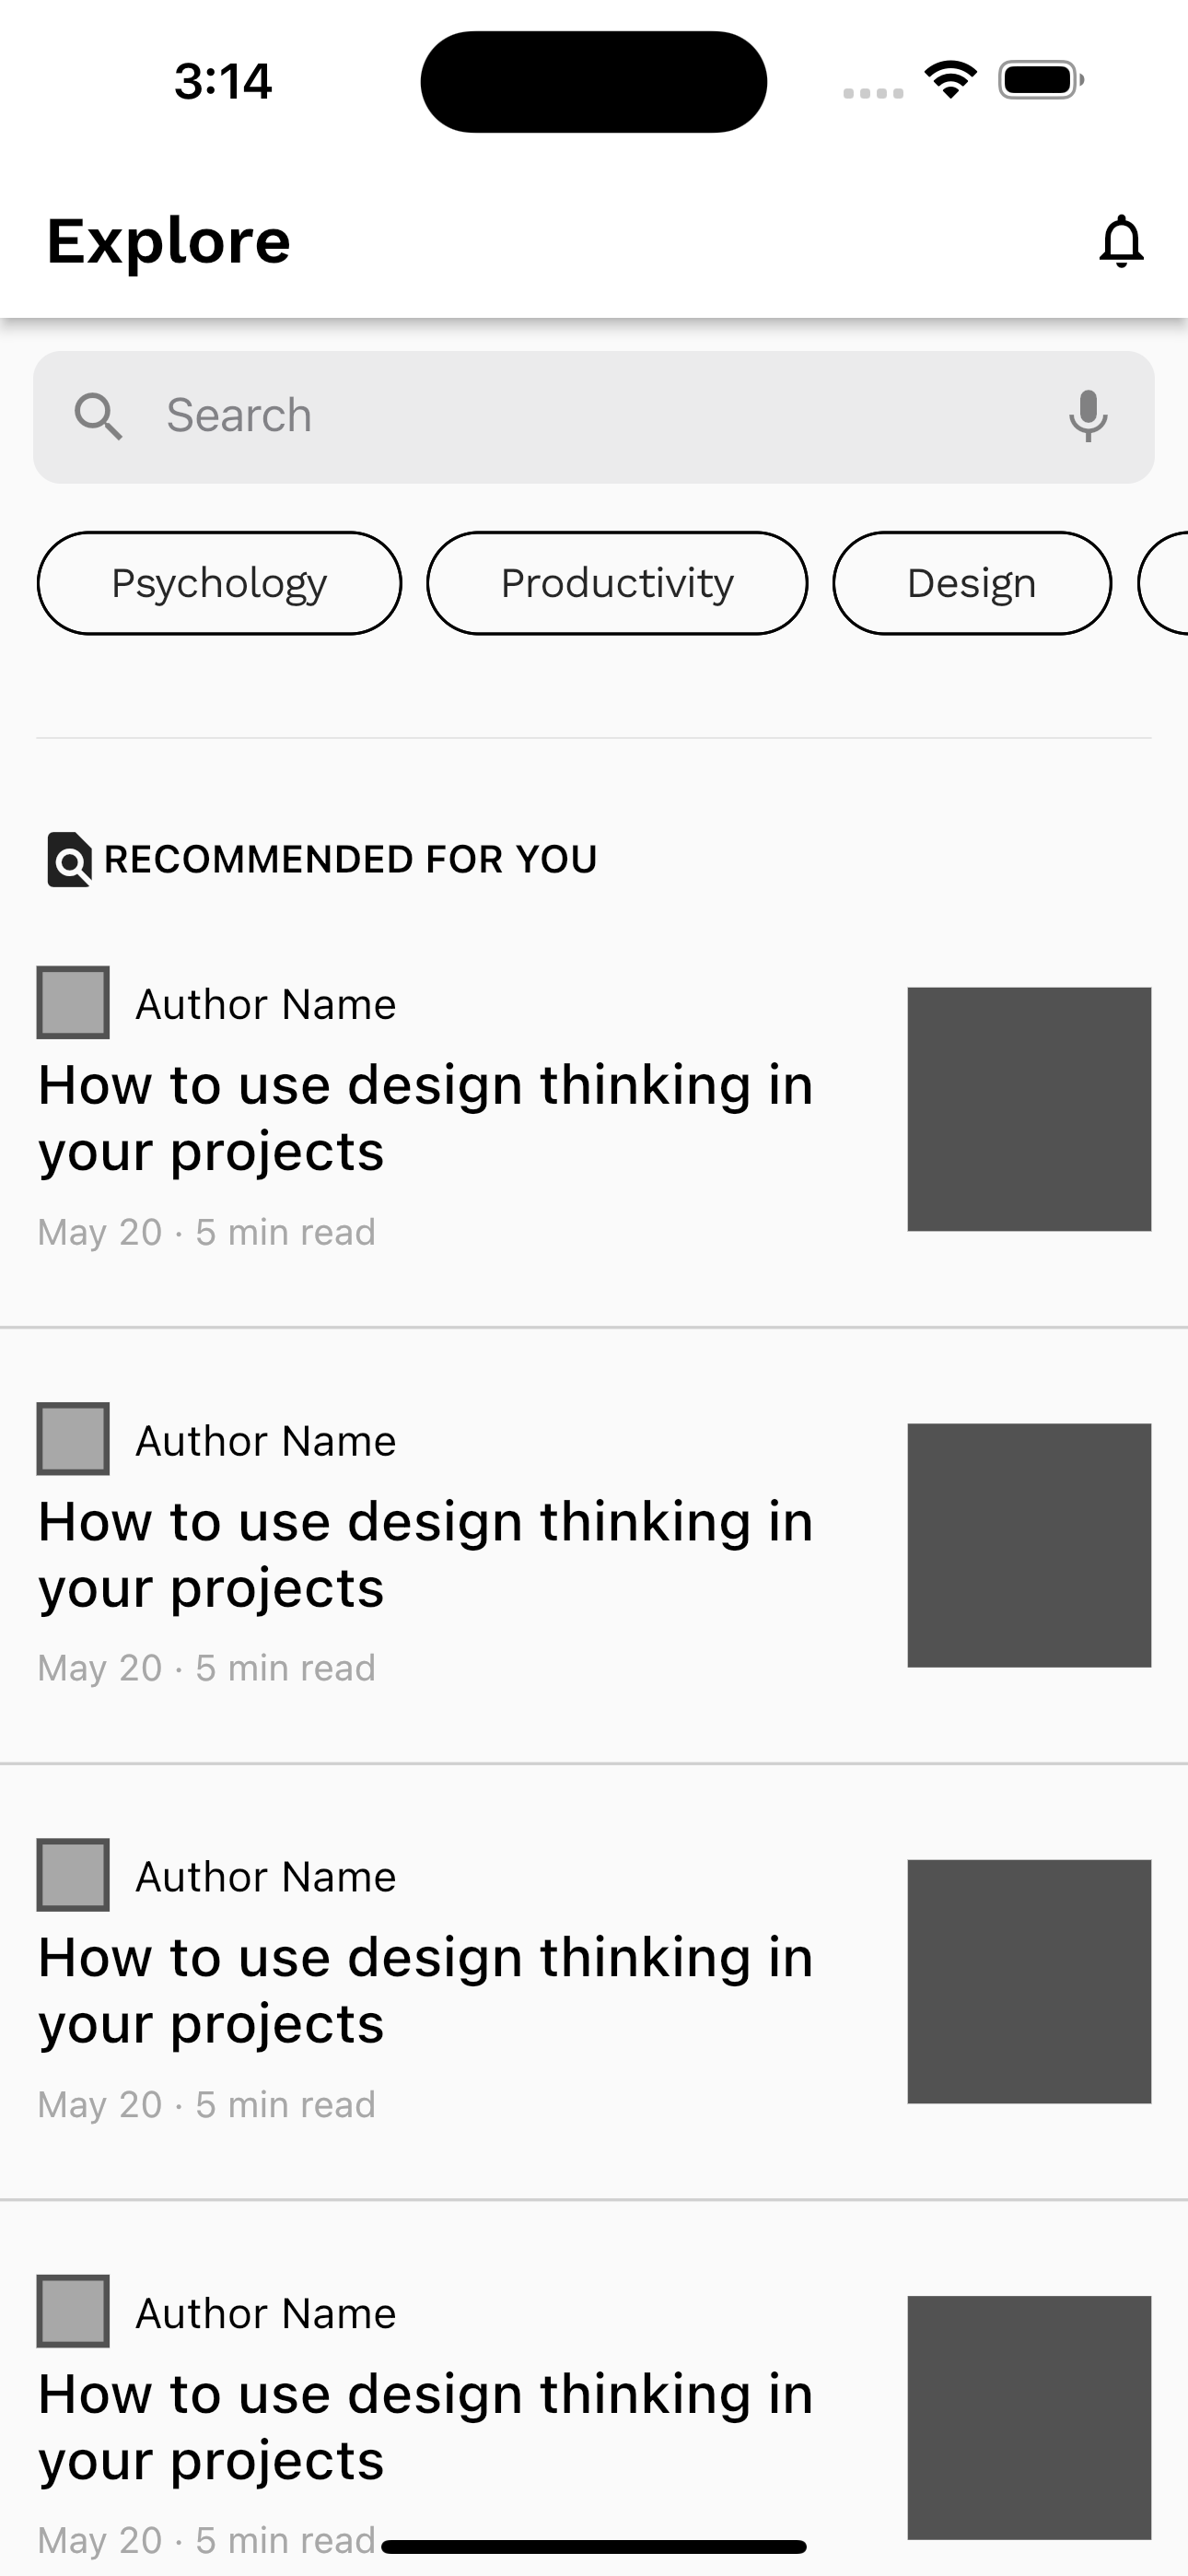 3:14
Explore
Search
Psychology
Productivity
Design
RECOMMENDED FOR YOU
Author Name
How to use design thinking in
your projects
May 20 · 5 min read
Author Name
How to use design thinking in
your projects
May 20 · 5 min read
Author Name
How to use design thinking in
your projects
May 20 · 5 min read
Author Name
How to use design thinking in
your projects
May 20 · 5 min read